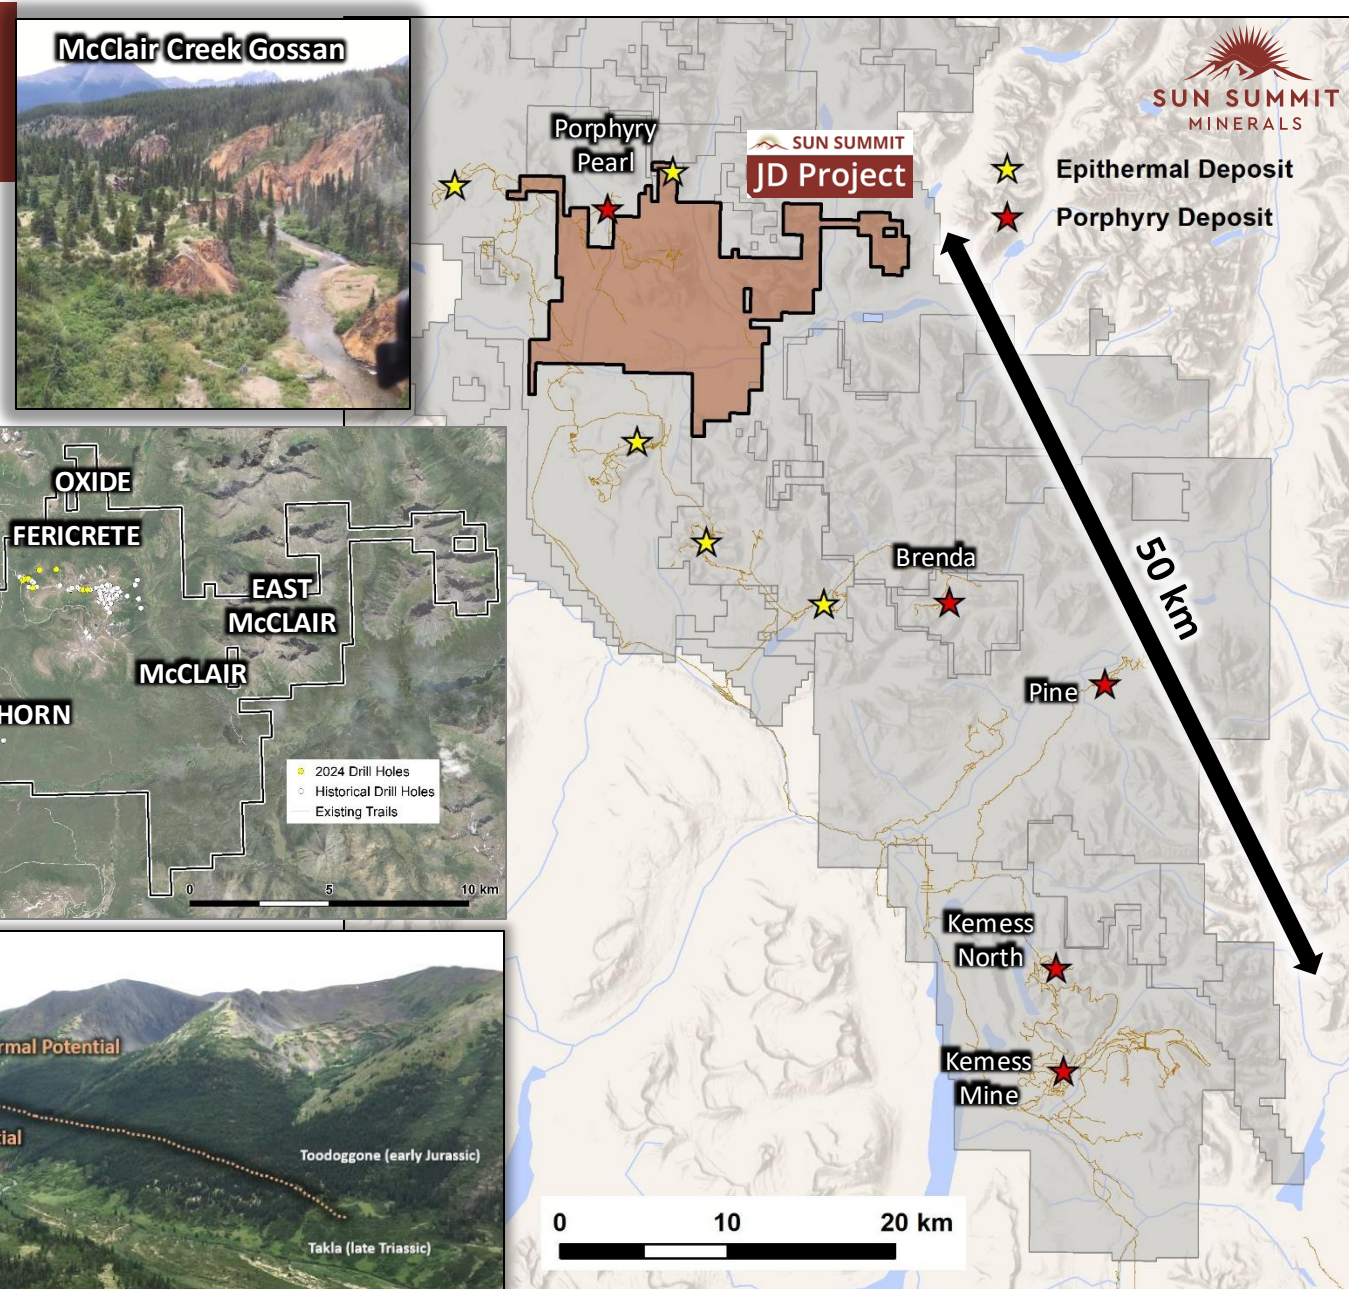 McClair Creek Gossan
SUN SUMMIT
MINERALS
Porphyry
Pearl
SUN SUMMIT
JD Project
Epithermal Deposit
Porphyry Deposit
50 km
Brenda
Pine
Kemess
North
Kemess
Mine
0 10 20 km
OXIDE
FERICRETE
EAST
McCLAIR
McCLAIR
HORN
2024 Drill Holes
Historical Drill Holes
Existing Trails
0 5 10 km
rmal Potential
tial
Toodoggone (early Jurassic)
Takla (late Triassic)